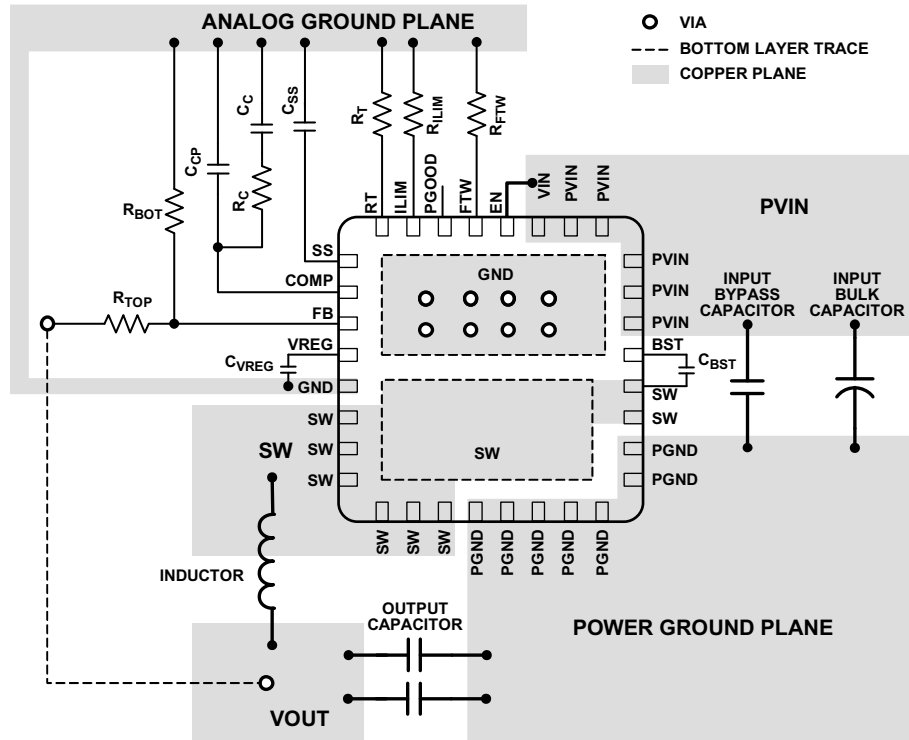 ANALOG GROUND PLANE
VIA
BOTTOM LAYER TRACE
COPPER PLANE
CC
CSS
CCP
RC
RT
RILIM
RFTW
RBOT
RTOP
RT
ILIM
PGOOD
FTW
EN
VIN
PVIN
PVIN
PVIN
SS
COMP
FB
VREG
GND
SW
SW
SW
CVREG
GND
SW
PVIN
PVIN
PVIN
BST
SW
SW
PGND
PGND
CBST
INPUT
BYPASS
CAPACITOR
INPUT
BULK
CAPACITOR
SW
SW
SW
SW
PGND
PGND
PGND
PGND
PGND
INDUCTOR
OUTPUT
CAPACITOR
POWER GROUND PLANE
VOUT